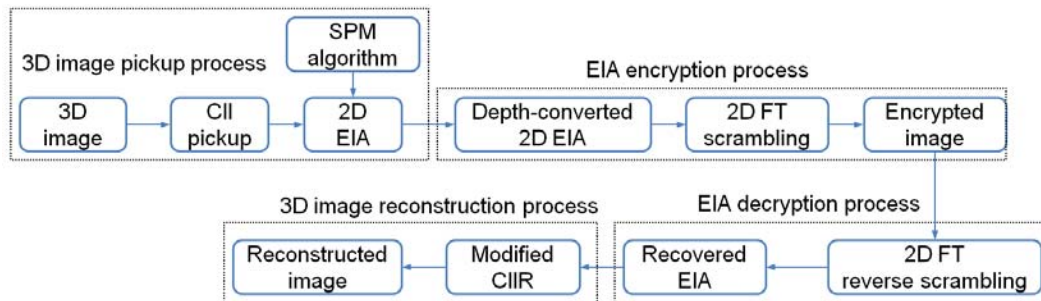 SPM
algorithm
3D image pickup process
3D
image
CII
pickup
2D
EIA
EIA encryption process
Depth-converted
2D EIA
2D FT
scrambling
Encrypted
image
3D image reconstruction process
EIA decryption process
Reconstructed
image
Modified
CIIR
Recovered
EIA
2D FT
reverse scrambling